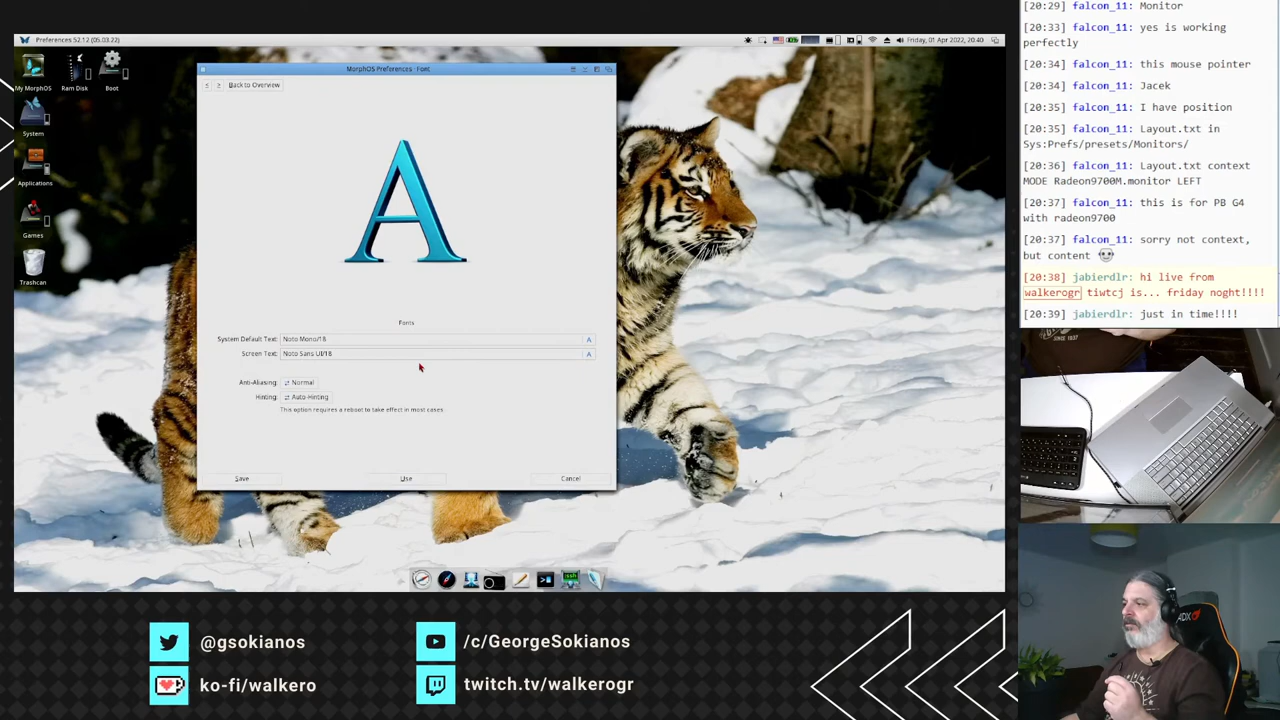 Preferences 52.12 (05.03.22)
Friday, 01 Apr 2022, 20:40
My MorphOS
Ram Disk
Boot
System
Applications
Games
Trashcan
MorphOS Preferences · Font
Back to Overview
A
Fonts
System Default Text: Noto Mono/18
Screen Text: Noto Sans UI/18
Anti-Aliasing: Normal
Hinting: Auto-Hinting
This option requires a reboot to take effect in most cases.
Save
Use
Cancel
[20:29] falcon_11: Monitor
[20:33] falcon_11: yes is working
perfectly
[20:34] falcon_11: this mouse pointer
[20:34] falcon_11: Jacek
[20:35] falcon_11: I have position
[20:35] falcon_11: Layout.txt in
Sys:Prefs/presets/Monitors/
[20:36] falcon_11: Layout.txt context
MODE Radeon9700M.monitor LEFT
[20:37] falcon_11: this is for PB G4
with radeon9700
[20:37] falcon_11: sorry not context,
but content
[20:38] jabierdlr: hi live from
walkerogr tiwtcj is... friday noght!!!!
[20:39] jabierdlr: just in time!!!!
@gsokianos
/c/GeorgeSokianos
ko-fi/walkero
twitch.tv/walkerogr